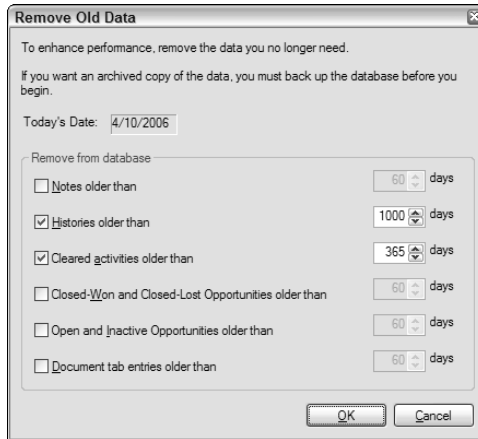 Remove Old Data
To enhance performance, remove the data you no longer need.
If you want an archived copy of the data, you must back up the database before you
begin.
Today's Date: 4/10/2006
Remove from database
Notes older than 60 days
Histories older than 1000 days
Cleared activities older than 365 days
Closed-Won and Closed-Lost Opportunities older than 60 days
Open and Inactive Opportunities older than 60 days
Document tab entries older than 60 days
OK Cancel